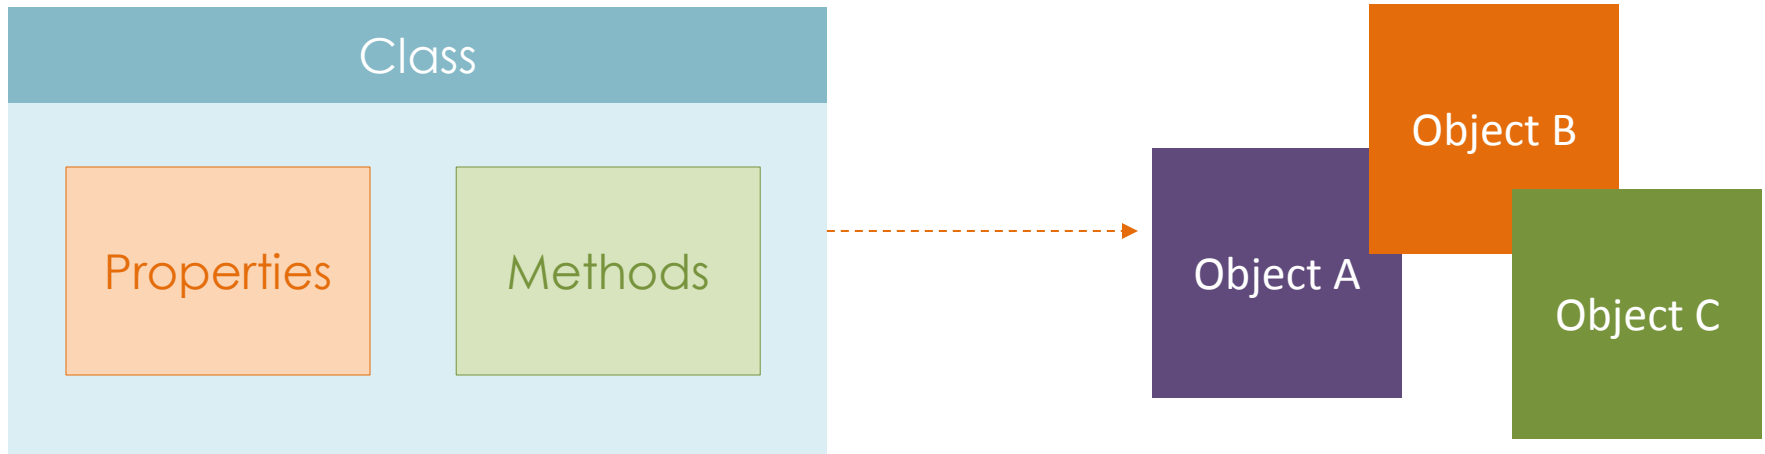 Class
Properties
Methods
Object A
Object B
Object C